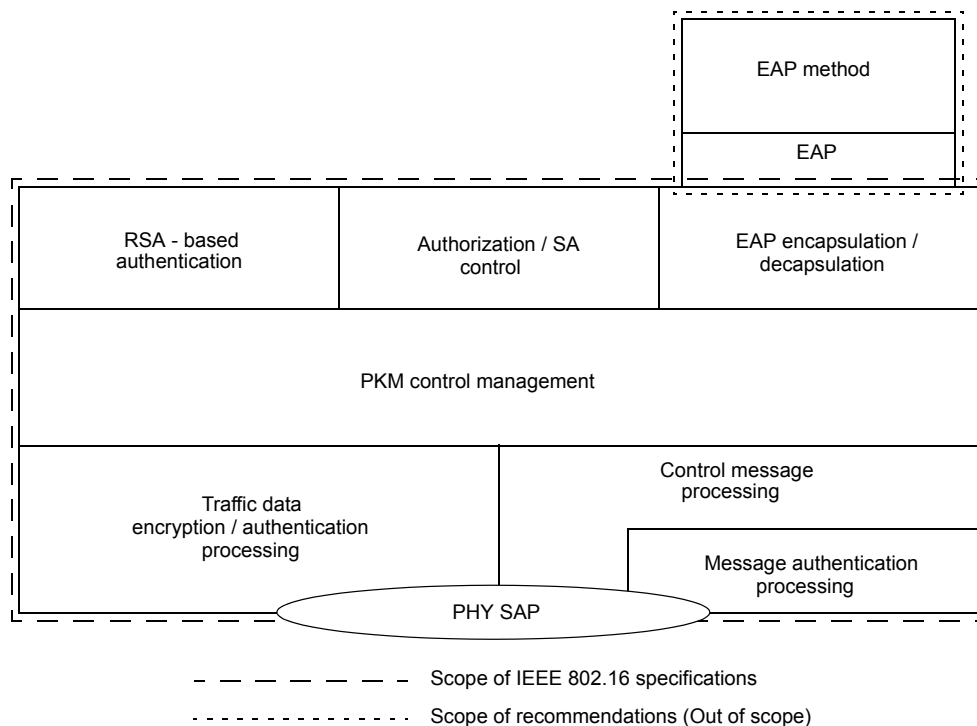 EAP method
EAP
RSA - based
authentication
Authorization / SA
control
EAP encapsulation /
decapsulation
PKM control management
Traffic data
encryption / authentication
processing
Control message
processing
Message authentication
processing
PHY SAP
Scope of IEEE 802.16 specifications
Scope of recommendations (Out of scope)